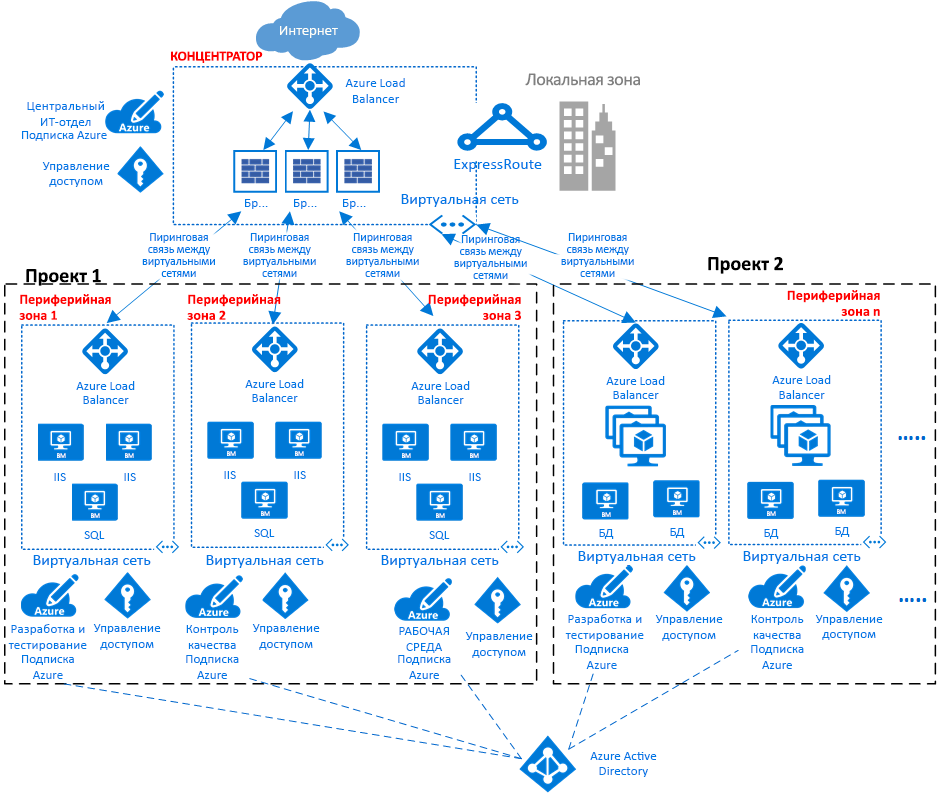 Интернет
КОНЦЕНТРАТОР
Azure Load
Balancer
Локальная зона
Центральный
ИТ-отдел
Подписка Azure
Azure
Управление
доступом
ExpressRoute
Бр...
Бр...
Бр...
Виртуальная сеть
Пиринговая
связь между
виртуальными
сетями
Пиринговая
связь между
виртуальными
сетями
Пиринговая
связь между
виртуальными
сетями
Пиринговая
связь между
виртуальными
сетями
Пиринговая
связь между
виртуальными
сетями
Проект 1
Проект 2
Периферийная
зона 1
Azure Load
Balancer
ВМ
IIS
ВМ
IIS
ВМ
SQL
Виртуальная сеть
Периферийная
зона 2
Azure Load
Balancer
ВМ
IIS
ВМ
IIS
ВМ
SQL
Виртуальная сеть
Периферийная
зона 3
Azure Load
Balancer
ВМ
IIS
ВМ
IIS
ВМ
SQL
Виртуальная сеть
Azure Load
Balancer
ВМ
БД
ВМ
БД
Виртуальная сеть
Периферийная
зона n
Azure Load
Balancer
ВМ
БД
ВМ
БД
Виртуальная сеть
.....
.....
Azure
Разработка и
тестирование
Подписка
Azure
Управление
доступом
Azure
Контроль
качества
Подписка
Azure
Управление
доступом
Azure
РАБОЧАЯ
СРЕДА
Подписка
Azure
Управление
доступом
Azure
Разработка и
тестирование
Подписка
Azure
Управление
доступом
Azure
Контроль
качества
Подписка
Azure
Управление
доступом
Azure Active
Directory